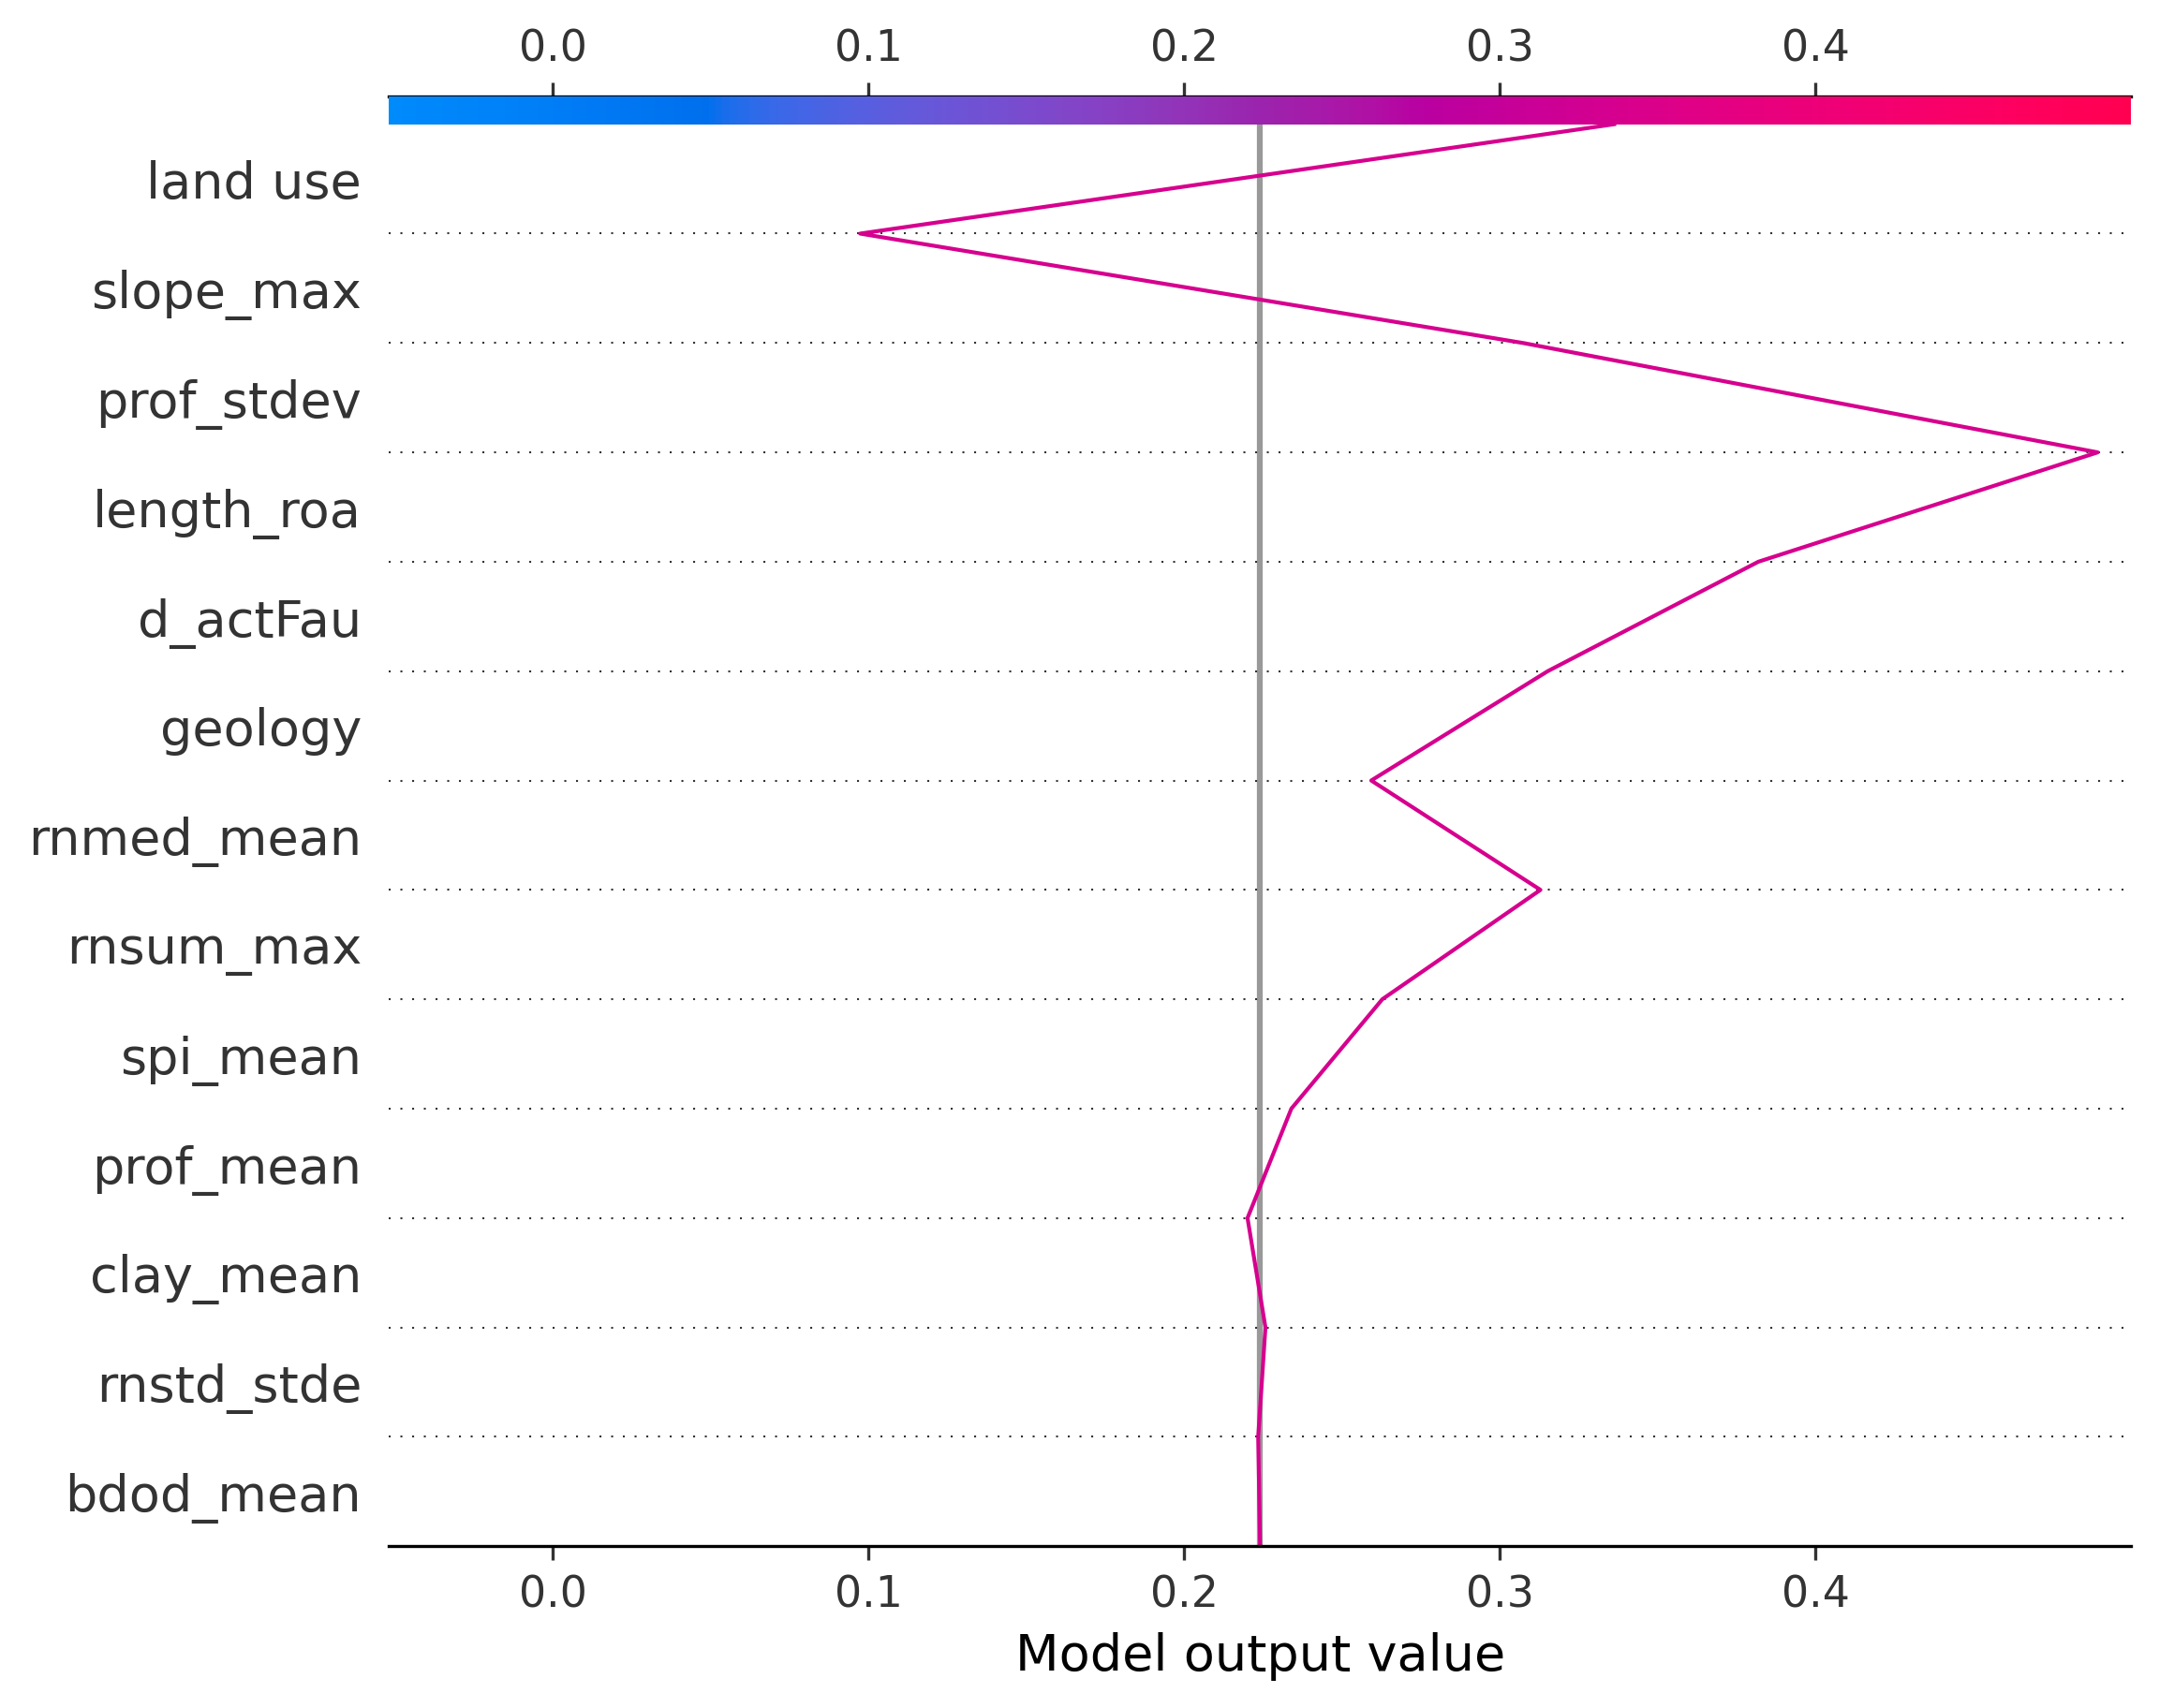 0.0 0.1 0.2 0.3 0.4
land use
slope_max
prof_stdev
length_roa
d_actFau
geology
rnmed_mean
rnsum_max
spi_mean
prof_mean
clay_mean
rnstd_stde
bdod_mean
0.0 0.1 0.2 0.3 0.4
Model output value